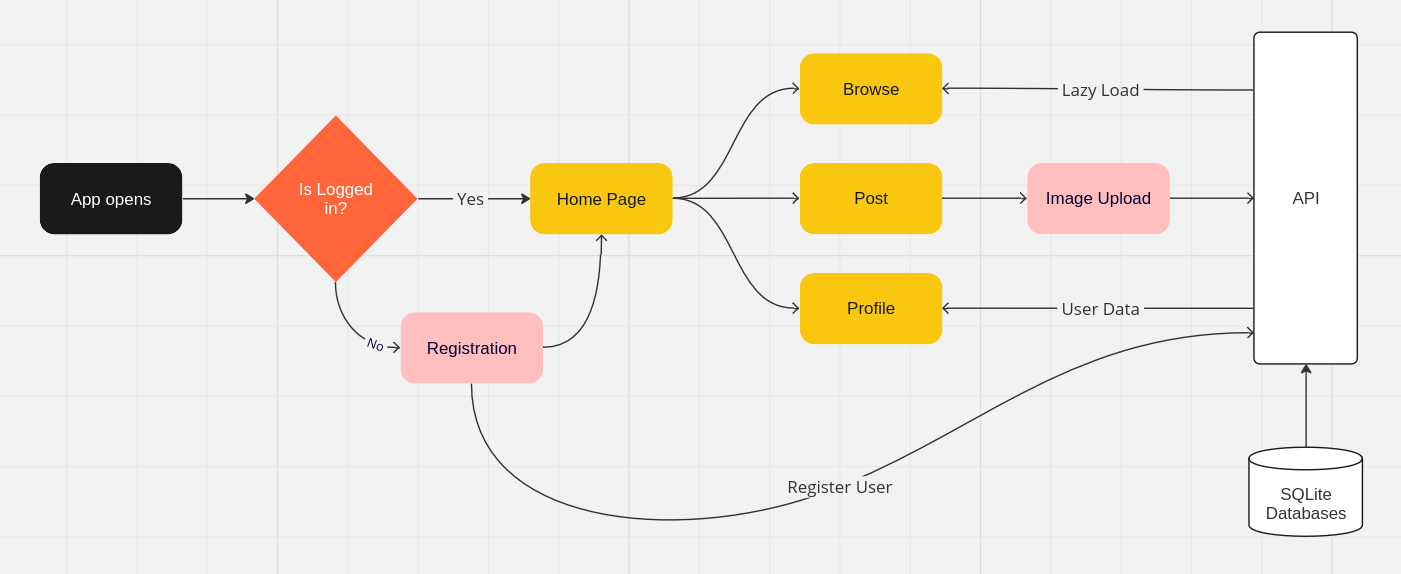 App opens
Is Logged
in?
Yes
No
Registration
Home Page
Browse
Post
Profile
Lazy Load
Image Upload
User Data
Register User
API
SQLite
Databases